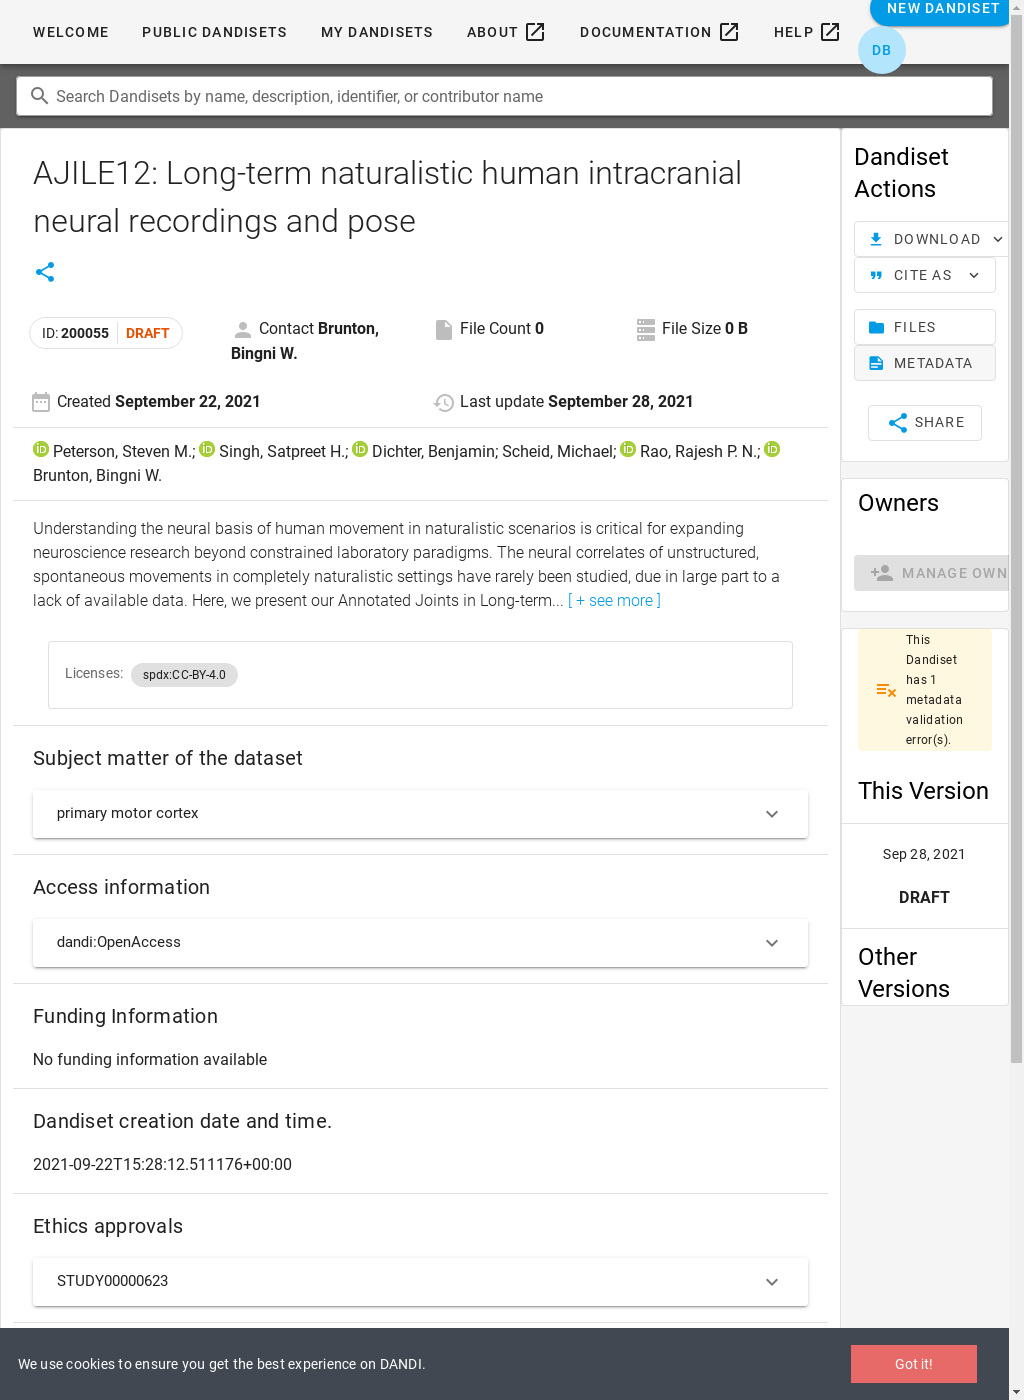 WELCOME PUBLIC DANDISETS MY DANDISETS ABOUT DOCUMENTATION HELP NEW DANDISET
DB
Search Dandisets by name, description, identifier, or contributor name
AJILE12: Long-term naturalistic human intracranial
neural recordings and pose
ID: 200055 DRAFT
Contact Brunton,
Bingni W.
File Count 0
File Size 0 B
Created September 22, 2021
Last update September 28, 2021
Peterson, Steven M.; Singh, Satpreet H.; Dichter, Benjamin; Scheid, Michael; Rao, Rajesh P. N.;
Brunton, Bingni W.
Understanding the neural basis of human movement in naturalistic scenarios is critical for expanding
neuroscience research beyond constrained laboratory paradigms. The neural correlates of unstructured,
spontaneous movements in completely naturalistic settings have rarely been studied, due in large part to a
lack of available data. Here, we present our Annotated Joints in Long-term... [ + see more ]
Licenses: spdx:CC-BY-4.0
Subject matter of the dataset
primary motor cortex
Access information
dandi:OpenAccess
Funding Information
No funding information available
Dandiset creation date and time.
2021-09-22T15:28:12.511176+00:00
Ethics approvals
STUDY00000623
Dandiset
Actions
DOWNLOAD
CITE AS
FILES
METADATA
SHARE
Owners
MANAGE OWN
This
Dandiset
has 1
metadata
validation
error(s).
This Version
Sep 28, 2021
DRAFT
Other
Versions
We use cookies to ensure you get the best experience on DANDI.
Got it!